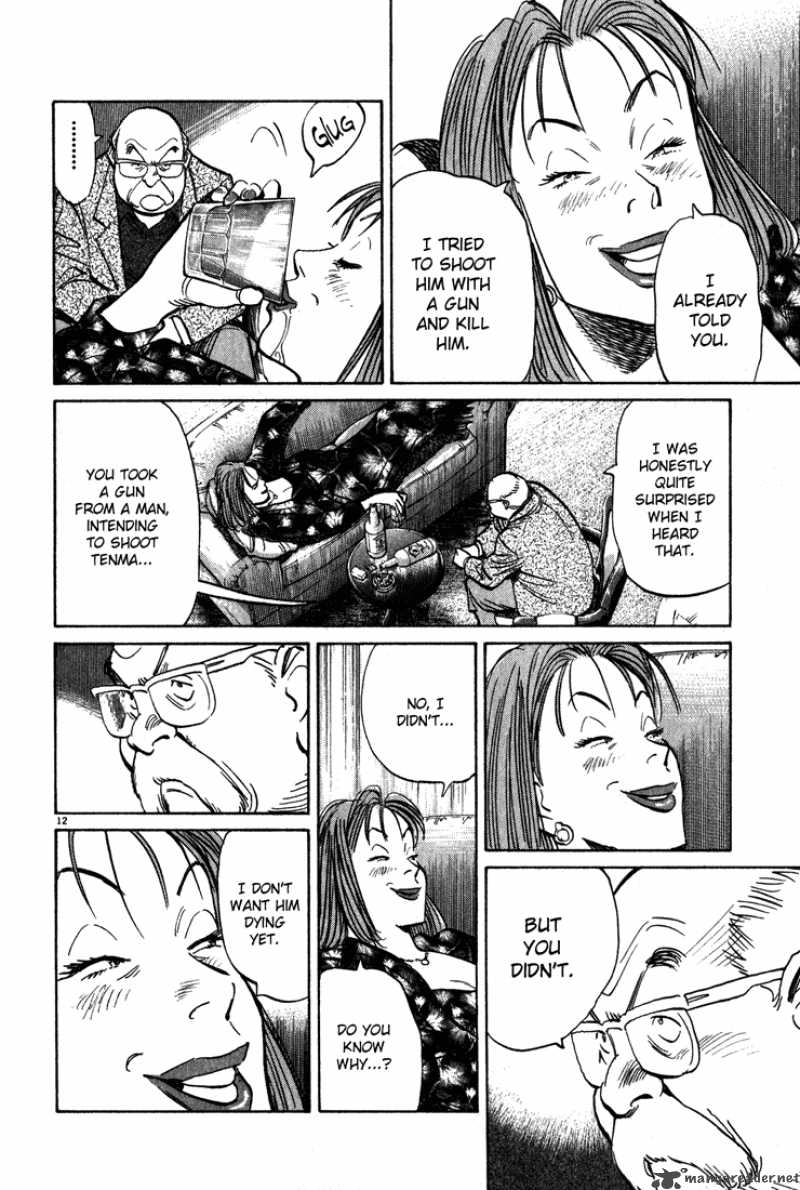 I
ALREADY
TOLD
YOU.
I TRIED
TO SHOOT
HIM WITH
A GUN
AND KILL
HIM.
GLUG
.........
I WAS
HONESTLY
QUITE
SURPRISED
WHEN I
HEARD
THAT.
YOU TOOK
A GUN
FROM A MAN,
INTENDING
TO SHOOT
TENMA...
BUT
YOU
DIDN'T.
NO, I
DIDN'T...
DO YOU
KNOW
WHY...?
I DON'T
WANT HIM
DYING
YET.
12
mangareader.net